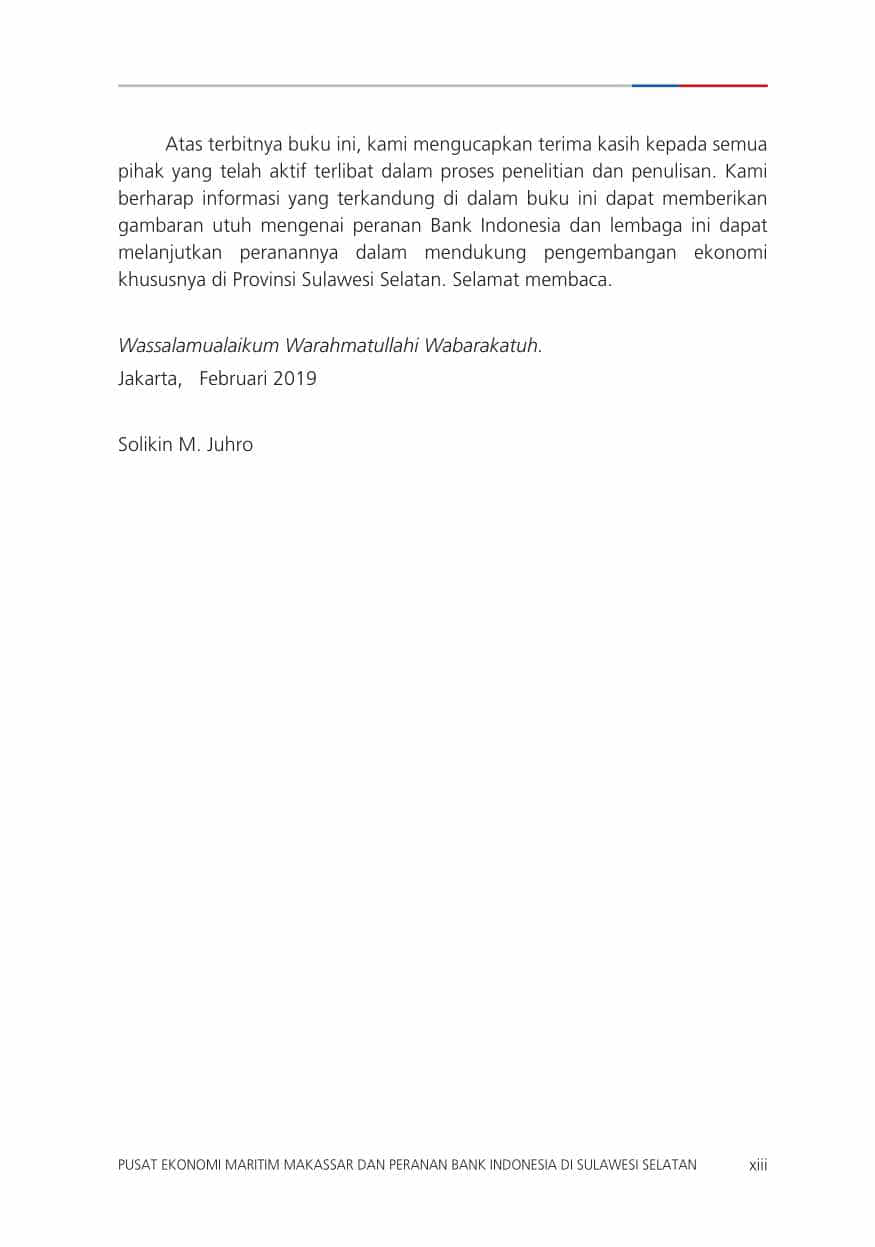 Atas terbitnya buku ini, kami mengucapkan terima kasih kepada semua
pihak yang telah aktif terlibat dalam proses penelitian dan penulisan. Kami
berharap informasi yang terkandung di dalam buku ini dapat memberikan
gambaran utuh mengenai peranan Bank Indonesia dan lembaga ini dapat
melanjutkan peranannya dalam mendukung pengembangan ekonomi
khususnya di Provinsi Sulawesi Selatan. Selamat membaca.
Wassalamualaikum Warahmatullahi Wabarakatuh.
Jakarta, Februari 2019
Solikin M. Juhro
PUSAT EKONOMI MARITIM MAKASSAR DAN PERANAN BANK INDONESIA DI SULAWESI SELATAN xiii